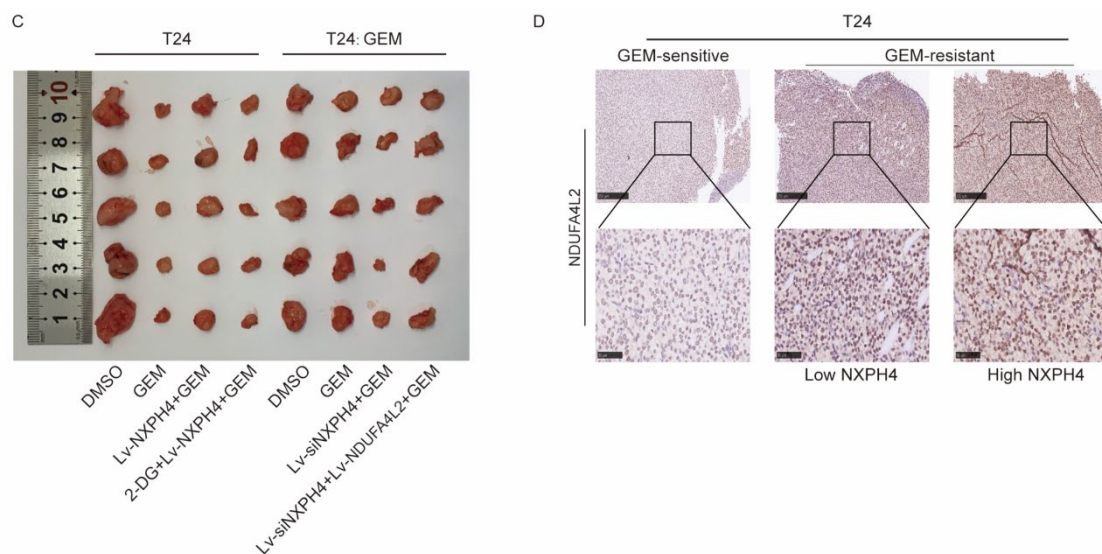 C
T24
T24: GEM
10
9
8
7
6
5
4
3
2
1
DMSO
GEM
Lv-NXPH4+GEM
2-DG+Lv-NXPH4+GEM
DMSO
GEM
Lv-siNXPH4+GEM
Lv-siNXPH4+Lv-NDUFA4L2+GEM
D
T24
GEM-sensitive
GEM-resistant
NDUFA4L2
Low NXPH4
High NXPH4